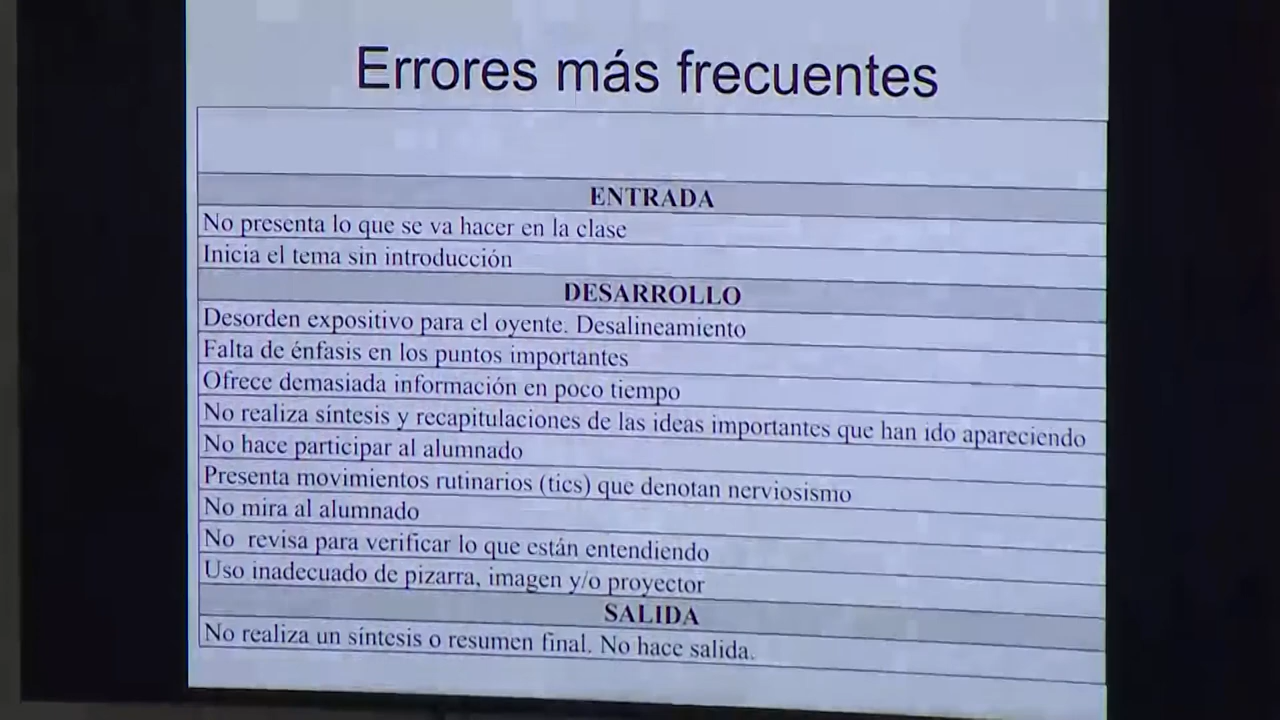 Errores más frecuentes
ENTRADA
No presenta lo que se va hacer en la clase
Inicia el tema sin introducción
DESARROLLO
Desorden expositivo para el oyente. Desalineamiento
Falta de énfasis en los puntos importantes
Ofrece demasiada información en poco tiempo
No realiza síntesis y recapitulaciones de las ideas importantes que han ido apareciendo
No hace participar al alumnado
Presenta movimientos rutinarios (tics) que denotan nerviosismo
No mira al alumnado
No revisa para verificar lo que están entendiendo
Uso inadecuado de pizarra, imagen y/o proyector
SALIDA
No realiza un síntesis o resumen final. No hace salida.